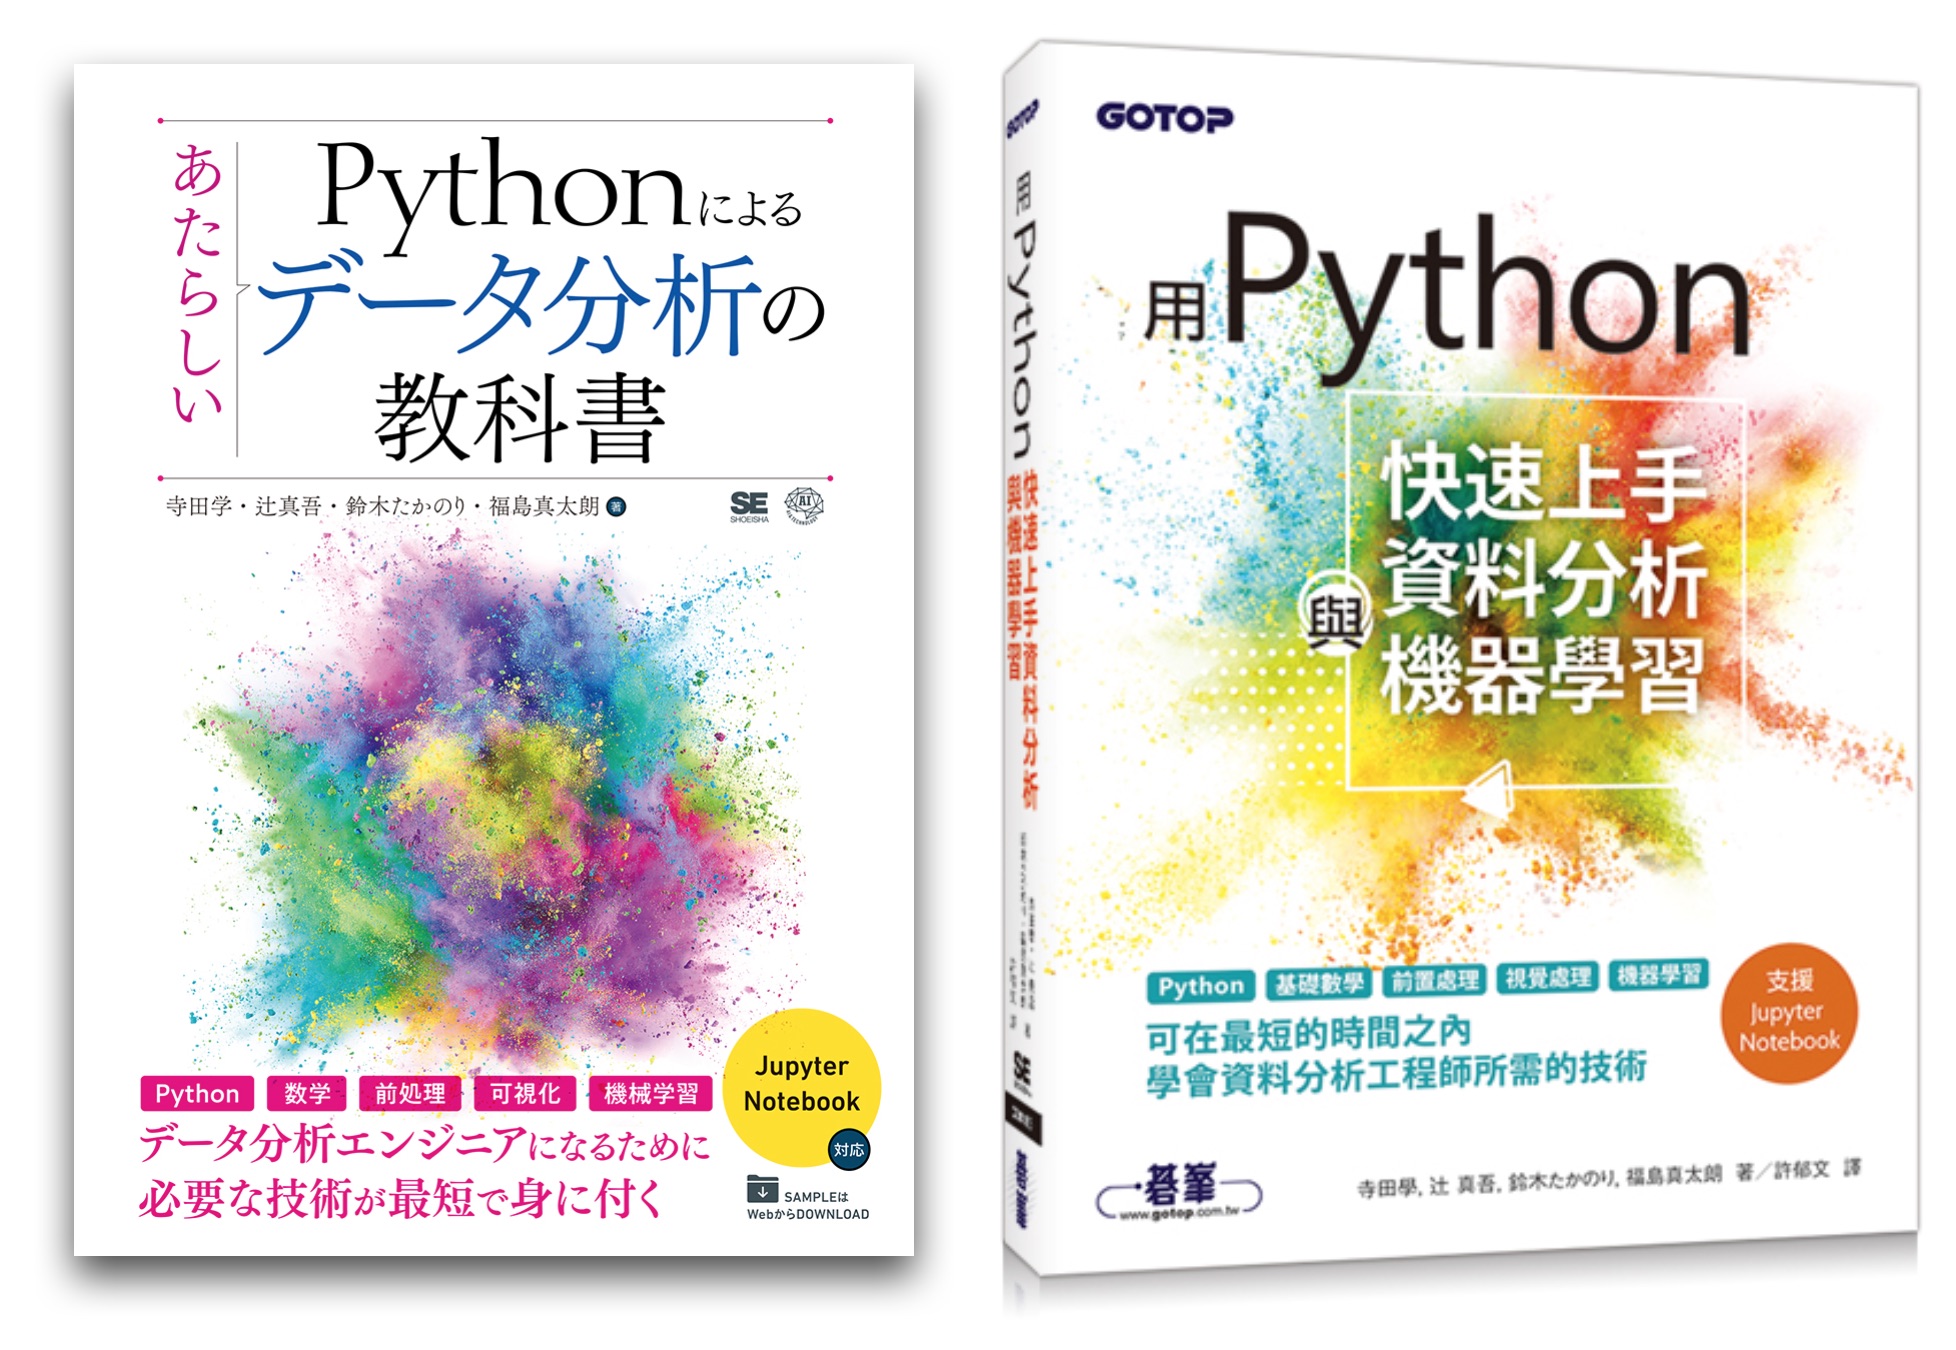 あたらしい
Pythonによる
データ分析の
教科書
寺田学・辻真吾・鈴木たかのり・福島真太朗 著
SE
SHOEISHA
AI
Python 数学 前処理 可視化 機械学習
データ分析エンジニアになるために
必要な技術が最短で身に付く
Jupyter
Notebook
対応
SAMPLEは
WebからDOWNLOAD
GOTOP
用Python
快速上手資料分析
與機器學習
SE
GOTOP
用Python
快速上手
資料分析
與
機器學習
Python 基礎數學 前置處理 視覺處理 機器學習
可在最短的時間之內
學會資料分析工程師所需的技術
支援
Jupyter
Notebook
碁峯
www.gotop.com.tw
寺田學, 辻 真吾, 鈴木たかのり, 福島真太朗 著／許郁文 譯